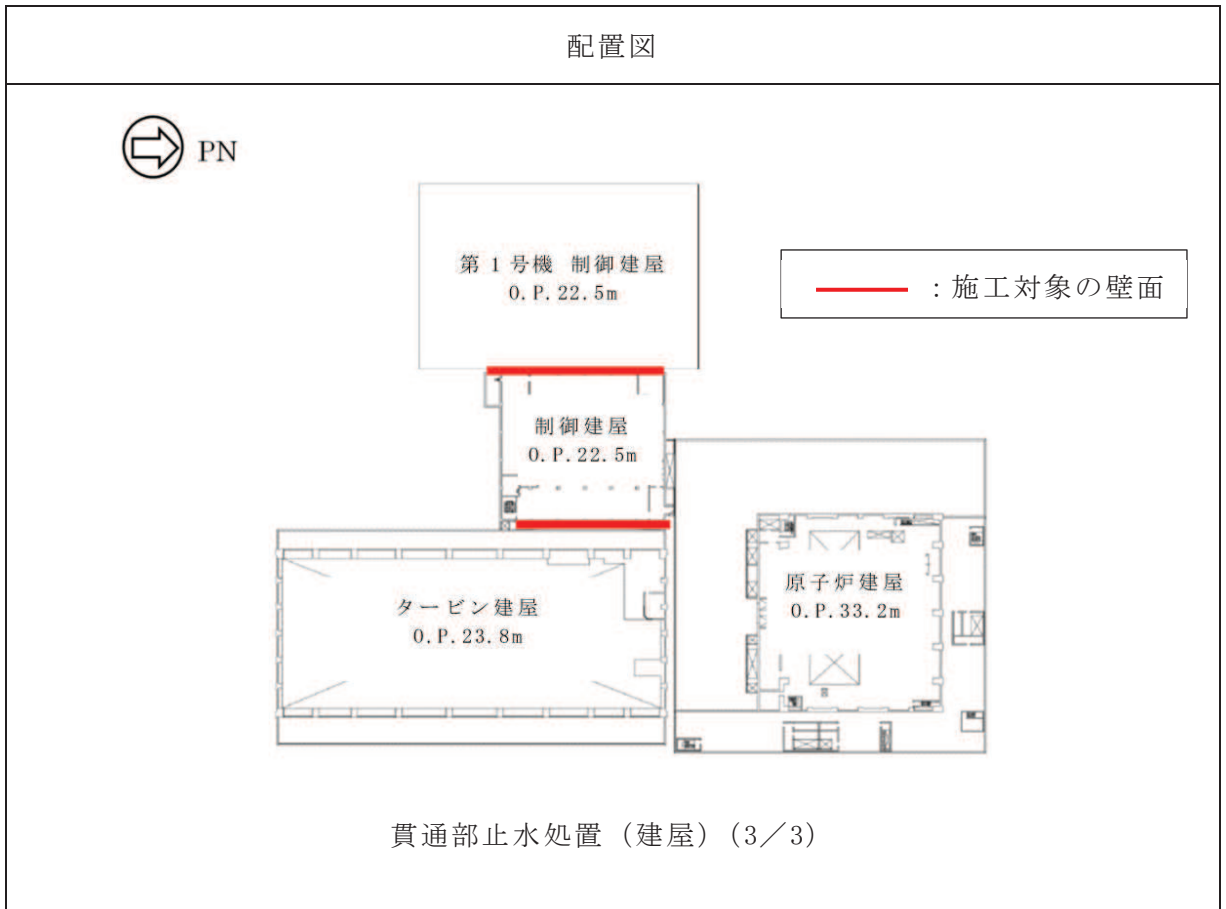 配置図
PN
第1号機 制御建屋
O.P.22.5m
：施工対象の壁面
制御建屋
O.P.22.5m
原子炉建屋
O.P.33.2m
タービン建屋
O.P.23.8m
貫通部止水処置（建屋）(3／3)